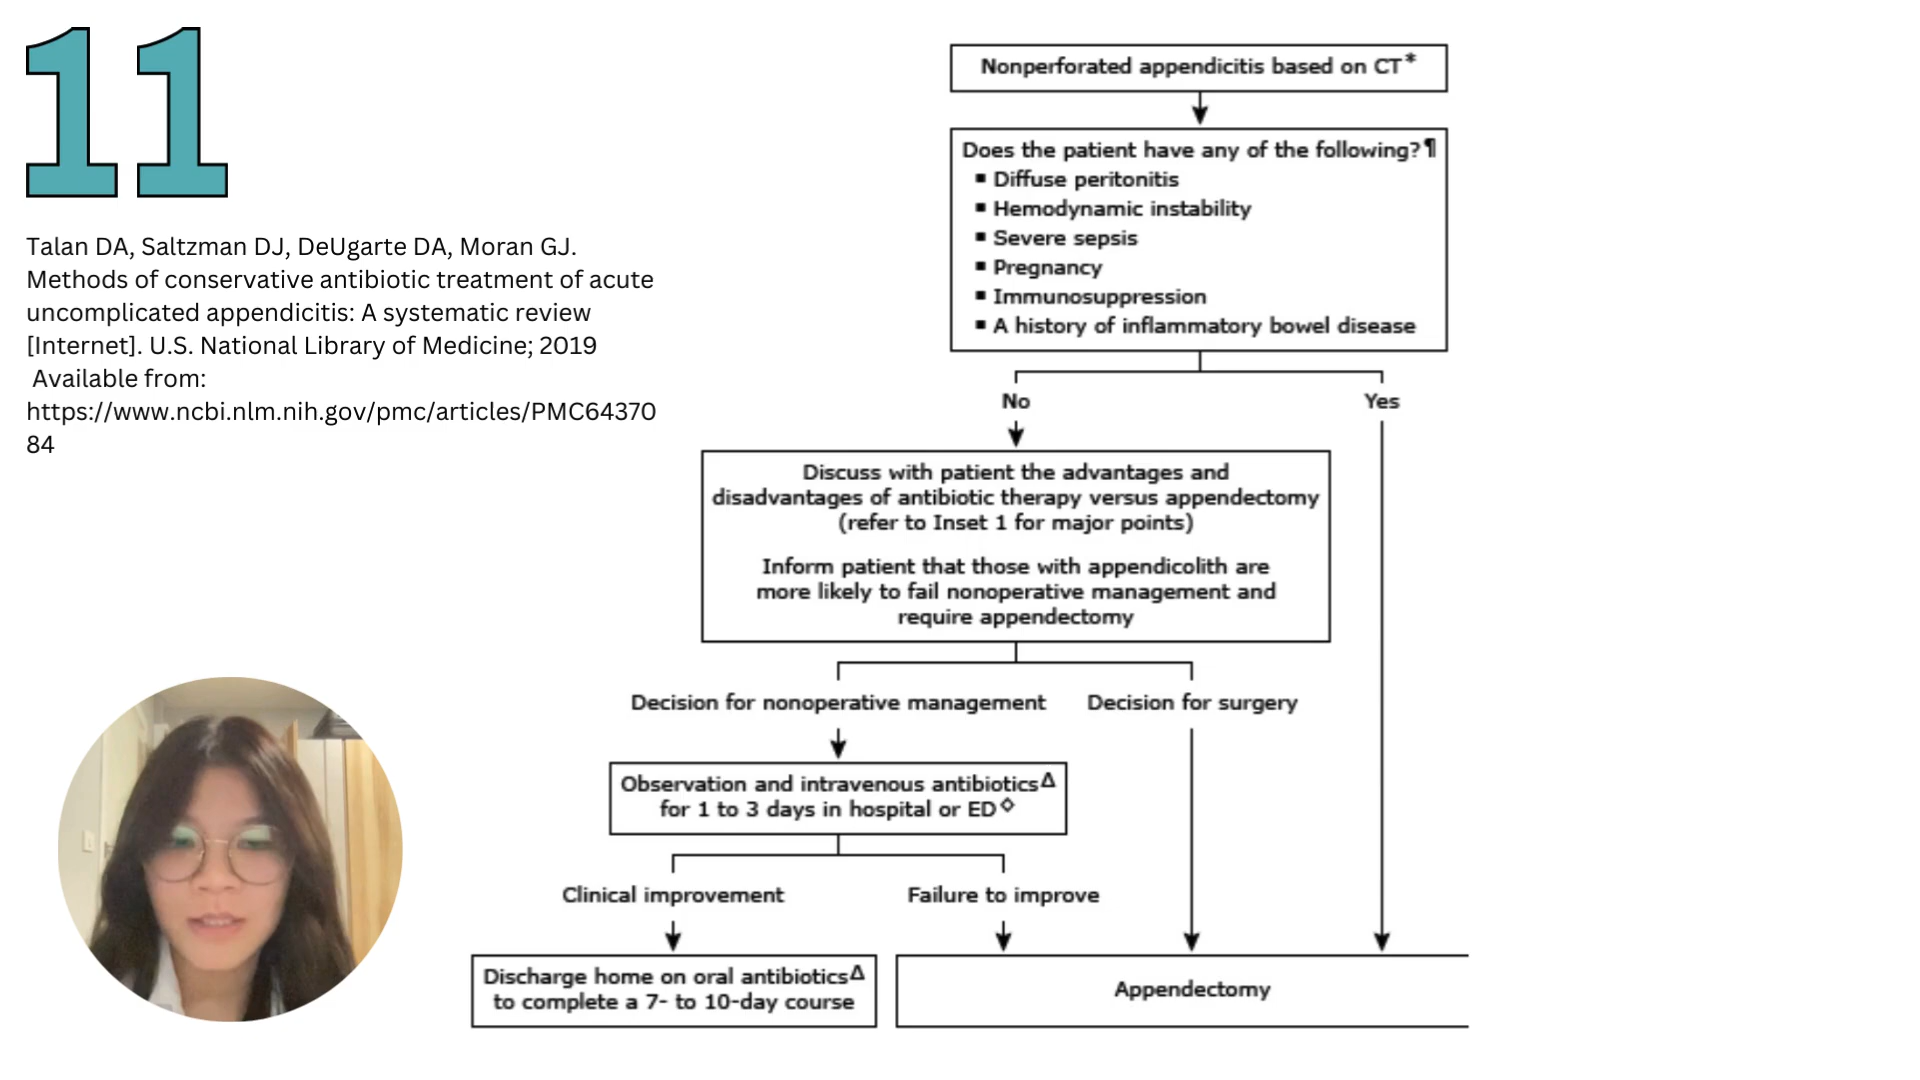 11
Talan DA, Saltzman DJ, DeUgarte DA, Moran GJ.
Methods of conservative antibiotic treatment of acute
uncomplicated appendicitis: A systematic review
[Internet]. U.S. National Library of Medicine; 2019
Available from:
https://www.ncbi.nlm.nih.gov/pmc/articles/PMC64370
84
Nonperforated appendicitis based on CT*
Does the patient have any of the following?¶
▪ Diffuse peritonitis
▪ Hemodynamic instability
▪ Severe sepsis
▪ Pregnancy
▪ Immunosuppression
▪ A history of inflammatory bowel disease
No
Yes
Discuss with patient the advantages and
disadvantages of antibiotic therapy versus appendectomy
(refer to Inset 1 for major points)
Inform patient that those with appendicolith are
more likely to fail nonoperative management and
require appendectomy
Decision for nonoperative management
Decision for surgery
Observation and intravenous antibioticsΔ
for 1 to 3 days in hospital or ED◇
Clinical improvement
Failure to improve
Discharge home on oral antibioticsΔ
to complete a 7- to 10-day course
Appendectomy